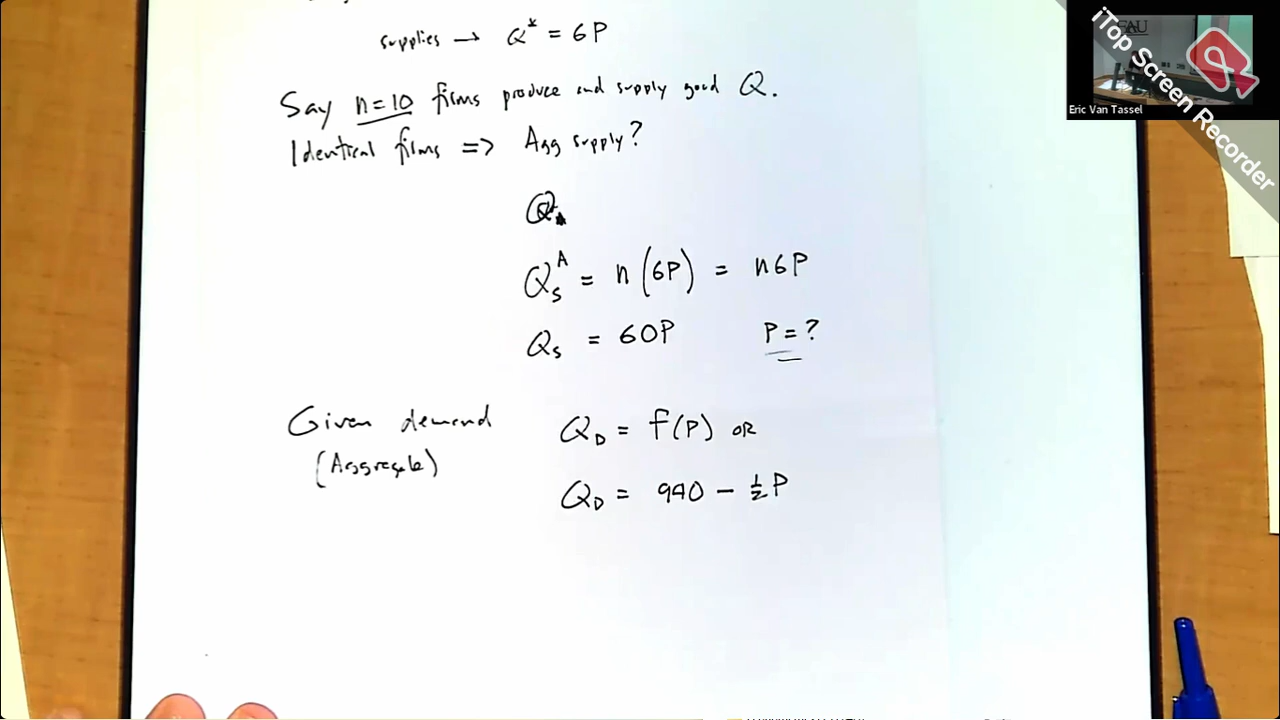 supplies → Q* = 6P
Say n=10 firms produce and supply good Q.
Identical firms => Agg supply?
Q
Q_S^A = n(6P) = n6P
Q_S = 60P P=?
Given demand Q_D = f(P) OR
(Aggregate)
Q_D = 940 - ½P
FAU
Eric Van Tassel
iTop Screen Recorder